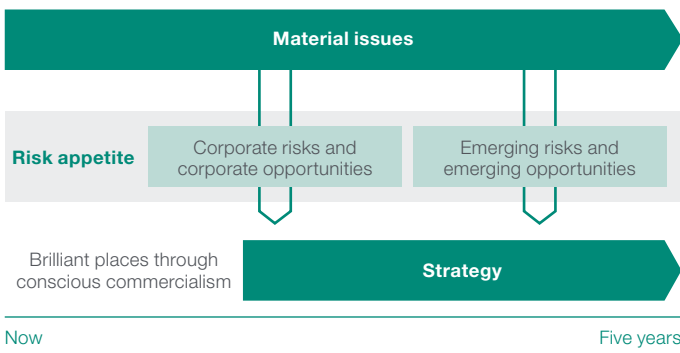 Material issues
Risk appetite
Corporate risks and
corporate opportunities
Emerging risks and
emerging opportunities
Brilliant places through
conscious commercialism
Strategy
Now
Five years